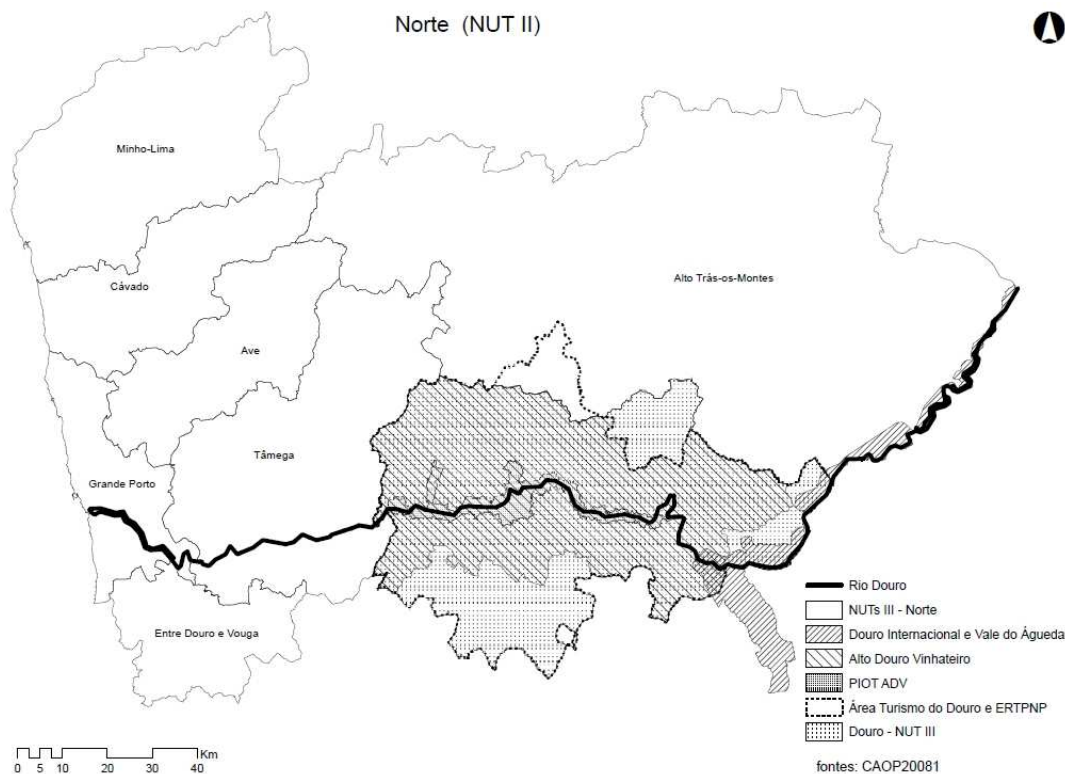 Norte (NUT II)
Minho-Lima
Cávado
Alto Trás-os-Montes
Ave
Tâmega
Grande Porto
Entre Douro e Vouga
Rio Douro
NUTs III - Norte
Douro Internacional e Vale do Águeda
Alto Douro Vinhateiro
PIOT ADV
Área Turismo do Douro e ERTPNP
Douro - NUT III
Km
0 5 10 20 30 40
fontes: CAOP20081